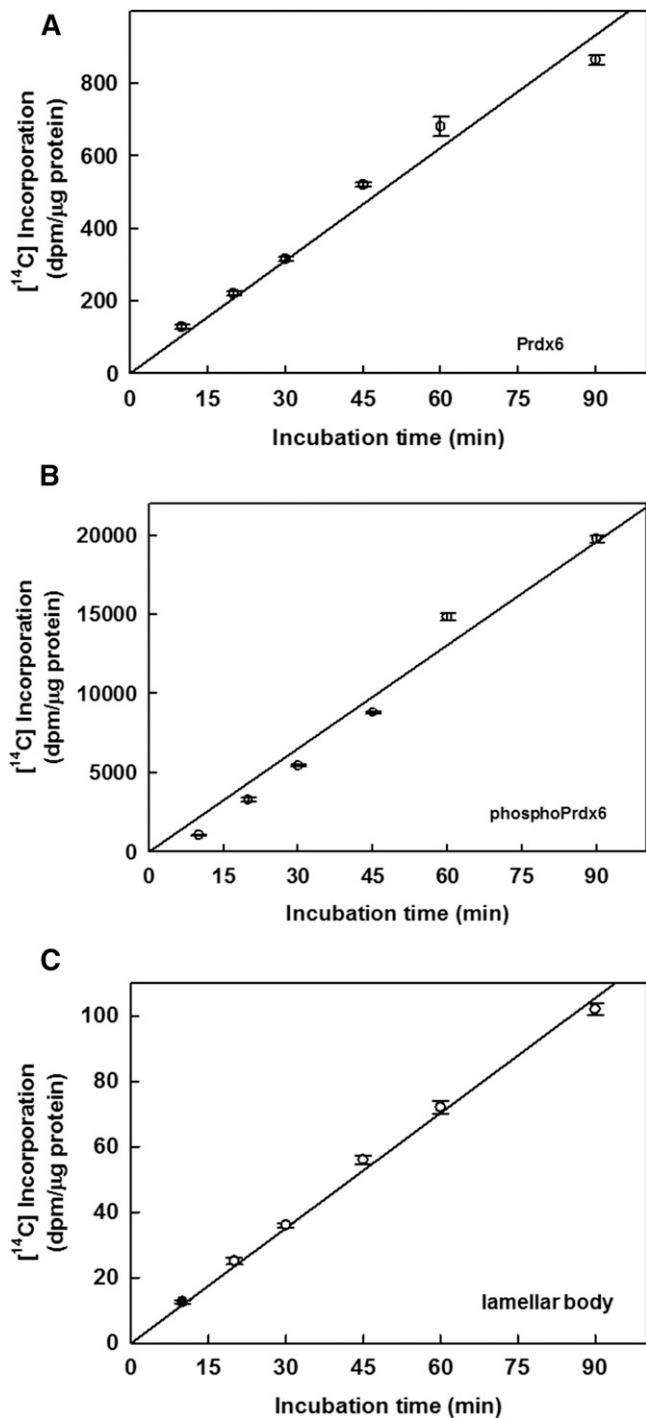 A
[¹⁴C] Incorporation
(dpm/µg protein)
800
600
400
200
0
Prdx6
0 15 30 45 60 75 90
Incubation time (min)
B
[¹⁴C] Incorporation
(dpm/µg protein)
20000
15000
10000
5000
0
phosphoPrdx6
0 15 30 45 60 75 90
Incubation time (min)
C
[¹⁴C] Incorporation
(dpm/µg protein)
100
80
60
40
20
0
lamellar body
0 15 30 45 60 75 90
Incubation time (min)